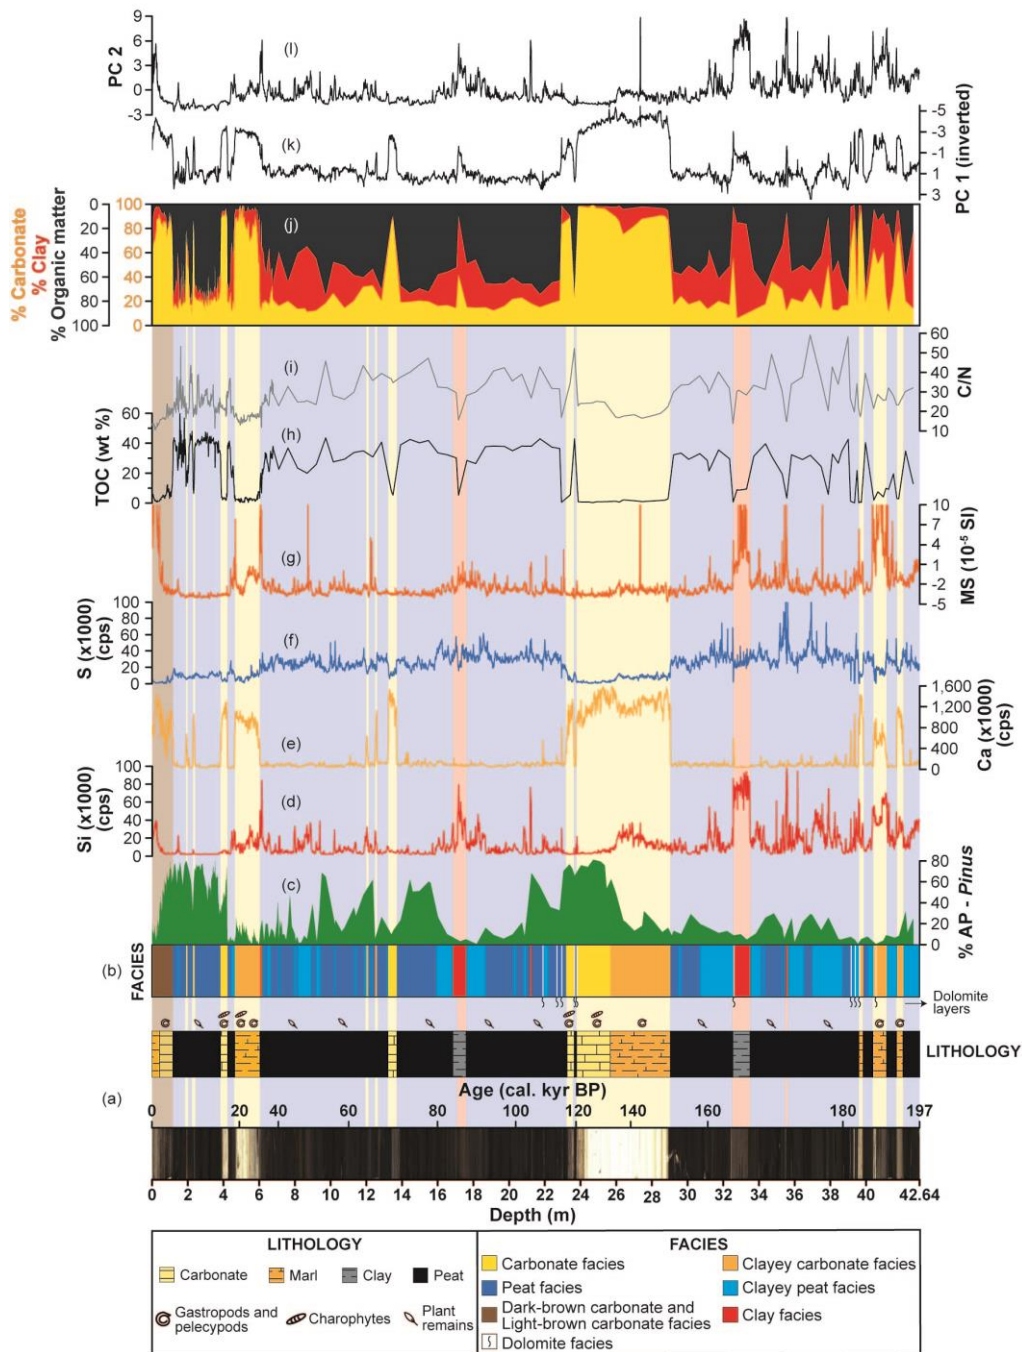 9
6
3
0
-3
PC 2
(l)
-5
-3
-1
1
3
PC 1 (inverted)
(k)
0
20
40
60
80
100
100
80
60
40
20
0
% Carbonate
% Clay
% Organic matter
(j)
60
50
40
30
20
10
C/N
(i)
60
40
20
0
TOC (wt %)
(h)
10
7
4
1
-2
-5
MS (10-5 SI)
(g)
100
80
60
40
20
0
S (x1000)
(cps)
(f)
1,600
1,200
800
400
0
Ca (x1000)
(cps)
(e)
100
80
60
40
20
0
Si (x1000)
(cps)
(d)
80
60
40
20
0
% AP - Pinus
(c)
FACIES
(b)
Dolomite
layers
LITHOLOGY
Age (cal. kyr BP)
(a)
0 20 40 60 80 100 120 140 160 180 197
0 2 4 6 8 10 12 14 16 18 20 22 24 26 28 30 32 34 36 38 40 42.64
Depth (m)
LITHOLOGY
Carbonate Marl Clay Peat
Gastropods and
pelecypods
Charophytes
Plant
remains
FACIES
Carbonate facies
Clayey carbonate facies
Peat facies
Clayey peat facies
Dark-brown carbonate and
Light-brown carbonate facies
Clay facies
Dolomite facies